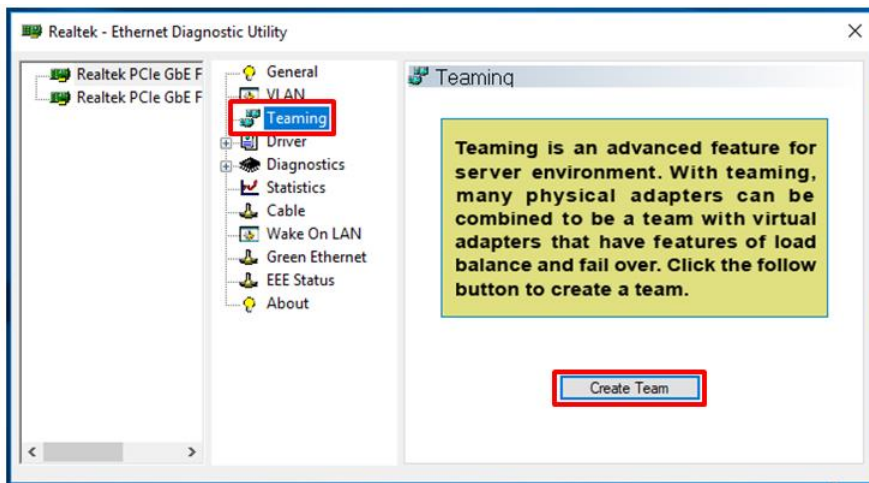 Realtek - Ethernet Diagnostic Utility
Realtek PCIe GbE F
Realtek PCIe GbE F
General
VLAN
Teaming
Driver
Diagnostics
Statistics
Cable
Wake On LAN
Green Ethernet
EEE Status
About
Teaming
Teaming is an advanced feature for
server environment. With teaming,
many physical adapters can be
combined to be a team with virtual
adapters that have features of load
balance and fail over. Click the follow
button to create a team.
Create Team